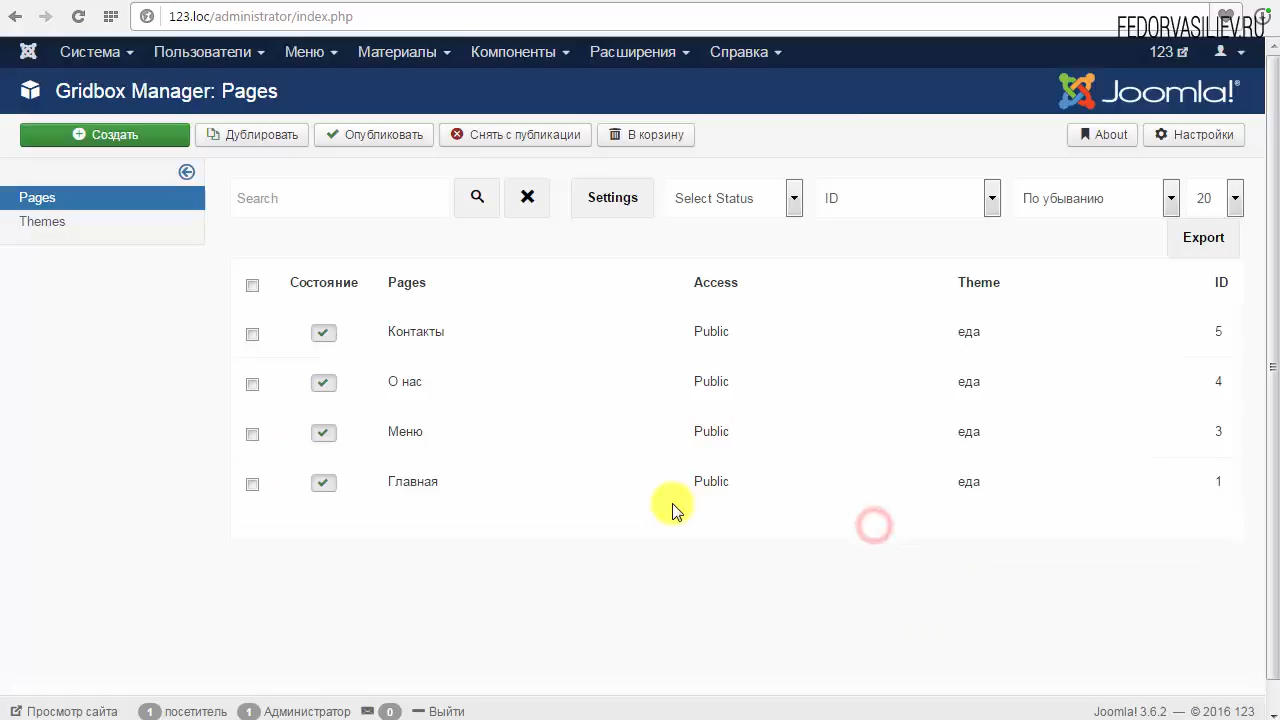 123.loc/administrator/index.php
FEDORVASILIEV.RU
Система Пользователи Меню Материалы Компоненты Расширения Справка 123
Gridbox Manager: Pages
Joomla!®
Создать Дублировать Опубликовать Снять с публикации В корзину About Настройки
Pages
Themes
Search Settings Select Status ID По убыванию 20
Export
Состояние Pages Access Theme ID
Контакты Public еда 5
О нас Public еда 4
Меню Public еда 3
Главная Public еда 1
Просмотр сайта 1 посетитель 1 Администратор 0 Выйти Joomla! 3.6.2 — © 2016 123